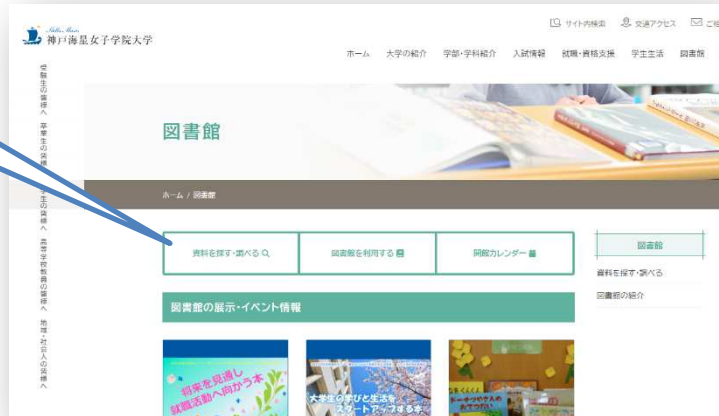 Stella Maris
神戸海星女子学院大学
サイト内検索
交通アクセス
ホーム
大学の紹介
学部・学科紹介
入試情報
就職・資格支援
学生生活
図書館
受験生の皆様へ
卒業生の皆様
学生の皆様へ
高等学校教員の皆様へ
地域・社会人の皆様へ
図書館
ホーム / 図書館
資料を探す・調べる
図書館を利用する
開館カレンダー
図書館
資料を探す・調べる
図書館の紹介
図書館の展示・イベント情報
将来を見通し
就職活動へ向かう本
大学生の学びと生活を
スタートアップする本